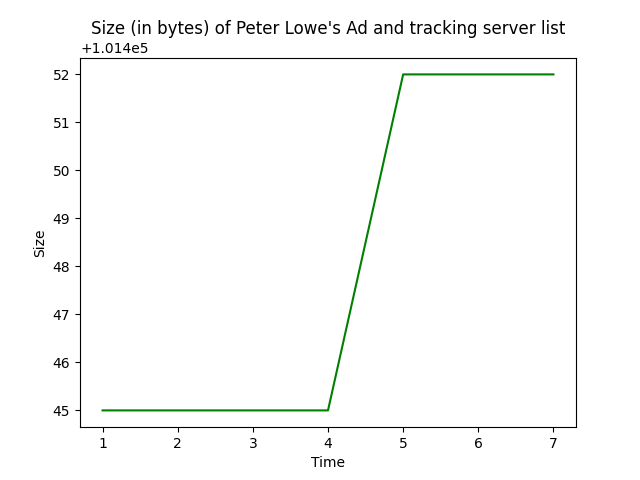 Size (in bytes) of Peter Lowe's Ad and tracking server list
+1.014e5
52
51
50
49
48
47
46
45
Size
1 2 3 4 5 6 7
Time